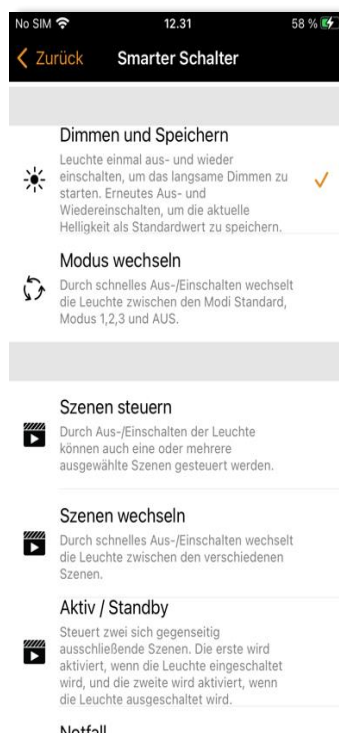 No SIM 12.31 58 %
Zurück Smarter Schalter
Dimmen und Speichern
Leuchte einmal aus- und wieder
einschalten, um das langsame Dimmen zu
starten. Erneutes Aus- und
Wiedereinschalten, um die aktuelle
Helligkeit als Standardwert zu speichern.
Modus wechseln
Durch schnelles Aus-/Einschalten wechselt
die Leuchte zwischen den Modi Standard,
Modus 1,2,3 und AUS.
Szenen steuern
Durch Aus-/Einschalten der Leuchte
können auch eine oder mehrere
ausgewählte Szenen gesteuert werden.
Szenen wechseln
Durch schnelles Aus-/Einschalten wechselt
die Leuchte zwischen den verschiedenen
Szenen.
Aktiv / Standby
Steuert zwei sich gegenseitig
ausschließende Szenen. Die erste wird
aktiviert, wenn die Leuchte eingeschaltet
wird, und die zweite wird aktiviert, wenn
die Leuchte ausgeschaltet wird.
Notfall